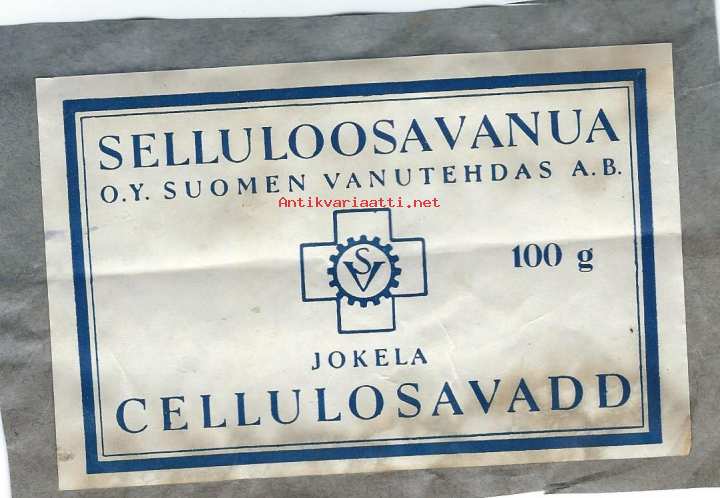 SELLULOOSAVANUA
O.Y. SUOMEN VANUTEHDAS A.B.
Antikvariaatti.net
SV
100 g
JOKELA
CELLULOSAVADD